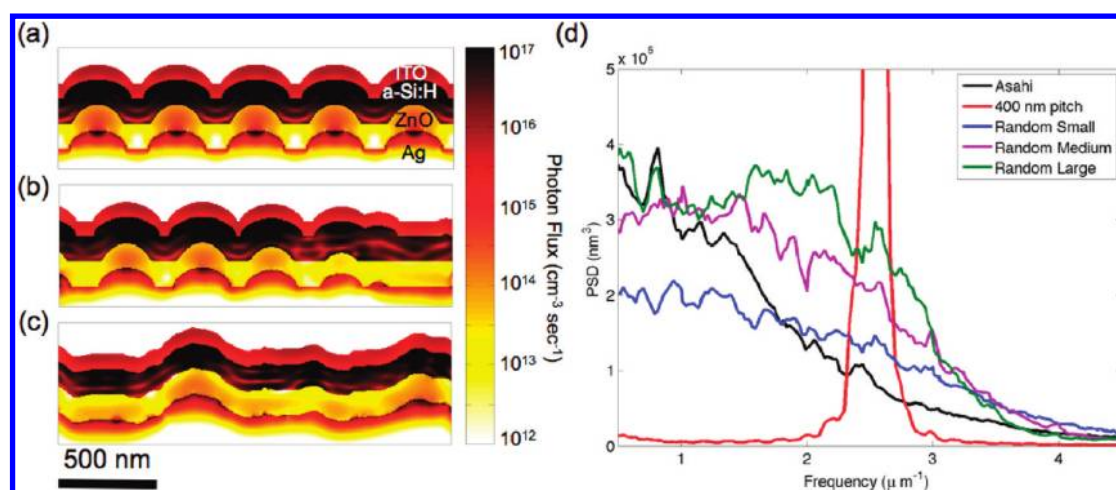 (a)
ITO
a-Si:H
ZnO
Ag
(b)
(c)
500 nm
10^17
10^16
10^15
10^14
10^13
10^12
Photon Flux (cm^-3 sec^-1)
(d)
x 10^5
5
4
3
2
1
0
PSD (nm^3)
1
2
3
4
Frequency (μ m^-1)
Asahi
400 nm pitch
Random Small
Random Medium
Random Large